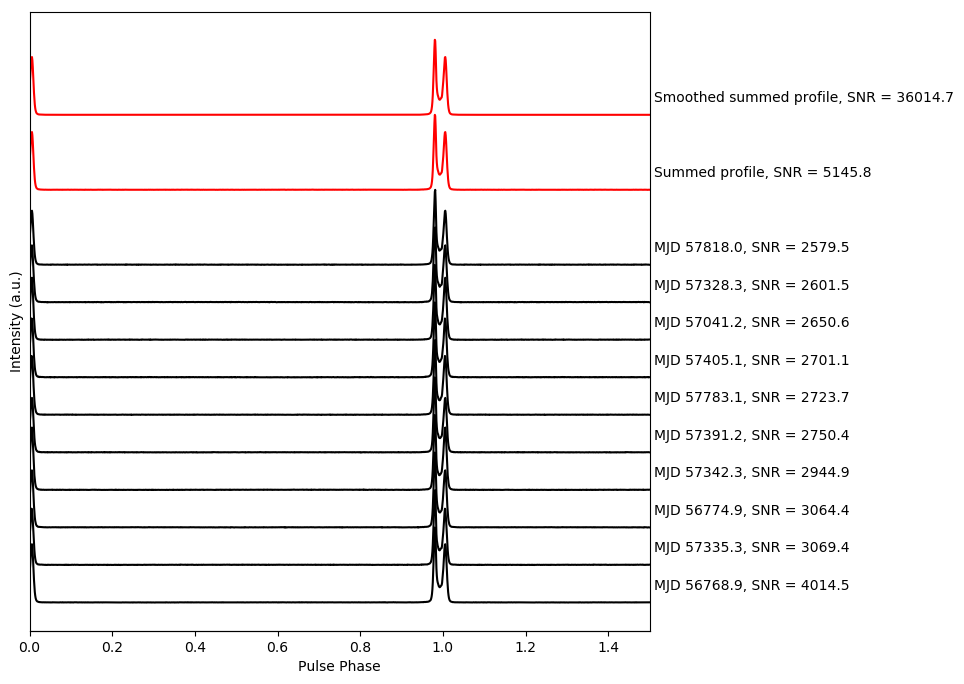 Smoothed summed profile, SNR = 36014.7
Summed profile, SNR = 5145.8
MJD 57818.0, SNR = 2579.5
MJD 57328.3, SNR = 2601.5
MJD 57041.2, SNR = 2650.6
MJD 57405.1, SNR = 2701.1
MJD 57783.1, SNR = 2723.7
MJD 57391.2, SNR = 2750.4
MJD 57342.3, SNR = 2944.9
MJD 56774.9, SNR = 3064.4
MJD 57335.3, SNR = 3069.4
MJD 56768.9, SNR = 4014.5
Intensity (a.u.)
0.0 0.2 0.4 0.6 0.8 1.0 1.2 1.4
Pulse Phase